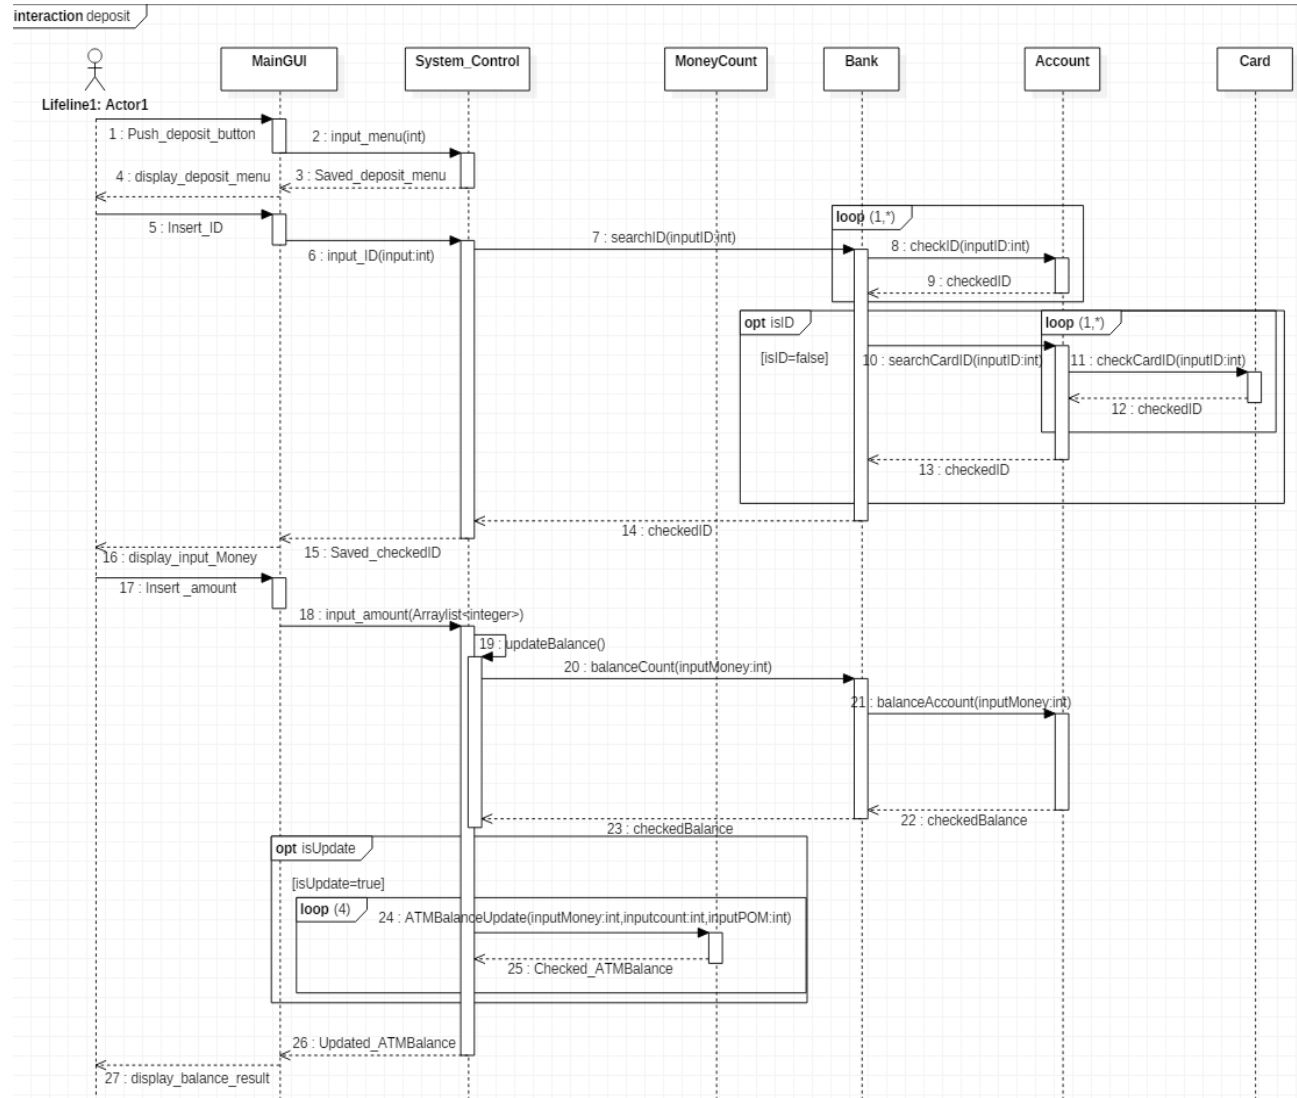 interaction deposit
MainGUI
System_Control
MoneyCount
Bank
Account
Card
Lifeline1: Actor1
1 : Push_deposit_button
2 : input_menu(int)
3 : Saved_deposit_menu
4 : display_deposit_menu
5 : Insert_ID
6 : input_ID(input:int)
7 : searchID(inputID:int)
loop (1,*)
8 : checkID(inputID:int)
9 : checkedID
opt isID
[isID=false]
loop (1,*)
10 : searchCardID(inputID:int)
11 : checkCardID(inputID:int)
12 : checkedID
13 : checkedID
14 : checkedID
15 : Saved_checkedID
16 : display_input_Money
17 : Insert _amount
18 : input_amount(Arraylist<integer>)
19 : updateBalance()
20 : balanceCount(inputMoney:int)
21 : balanceAccount(inputMoney:int)
22 : checkedBalance
23 : checkedBalance
opt isUpdate
[isUpdate=true]
loop (4)
24 : ATMBalanceUpdate(inputMoney:int,inputcount:int,inputPOM:int)
25 : Checked_ATMBalance
26 : Updated_ATMBalance
27 : display_balance_result